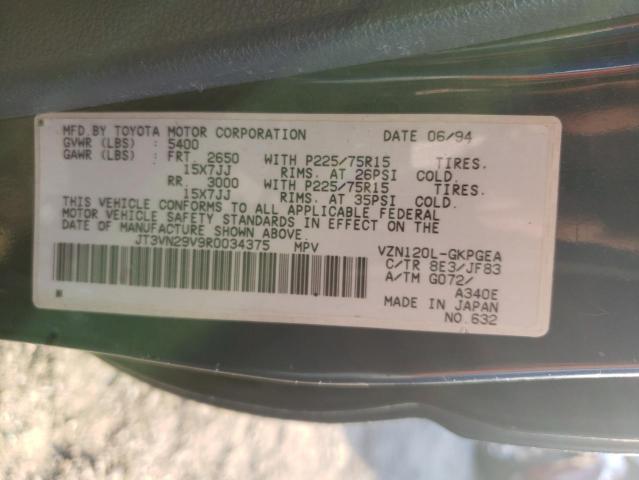 MFD.BY TOYOTA MOTOR CORPORATION DATE 06/94
GVWR (LBS) : 5400
GAWR (LBS) : FRT. 2650 WITH P225/75R15 TIRES.
15X7JJ RIMS. AT 26PSI COLD.
RR. 3000 WITH P225/75R15 TIRES.
15X7JJ RIMS. AT 35PSI COLD.
THIS VEHICLE CONFORMS TO ALL APPLICABLE FEDERAL
MOTOR VEHICLE SAFETY STANDARDS IN EFFECT ON THE
DATE OF MANUFACTURE SHOWN ABOVE.
JT3VN29V9R0034375 MPV VZN120L-GKPGEA
C/TR 8E3/JF83
A/TM G072/
A340E
MADE IN JAPAN
NO.632